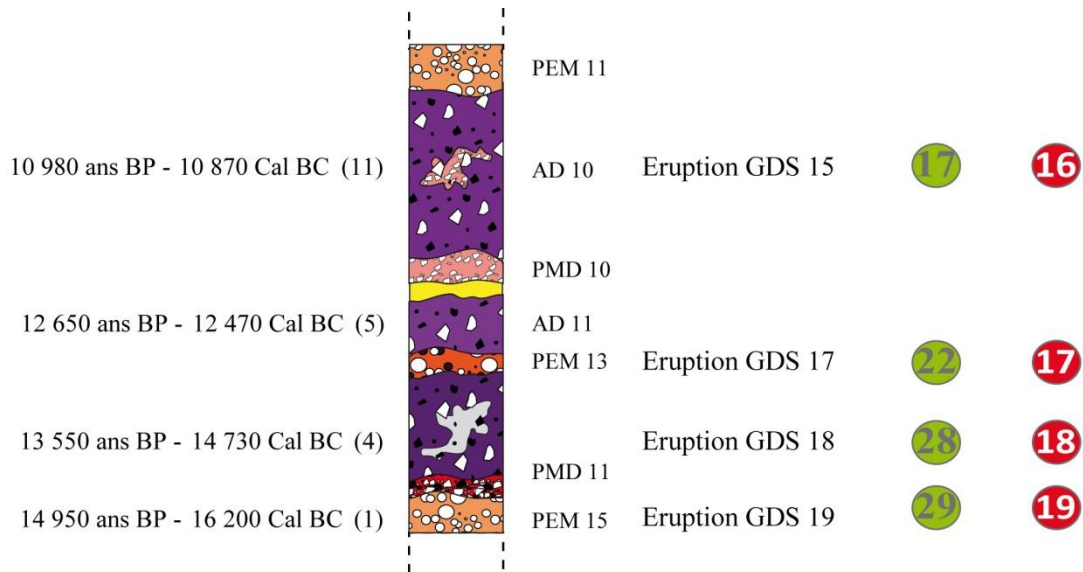 PEM 11
10 980 ans BP - 10 870 Cal BC (11) AD 10 Eruption GDS 15 17 16
PMD 10
12 650 ans BP - 12 470 Cal BC (5) AD 11
PEM 13 Eruption GDS 17 22 17
13 550 ans BP - 14 730 Cal BC (4) Eruption GDS 18 28 18
PMD 11
14 950 ans BP - 16 200 Cal BC (1) PEM 15 Eruption GDS 19 29 19